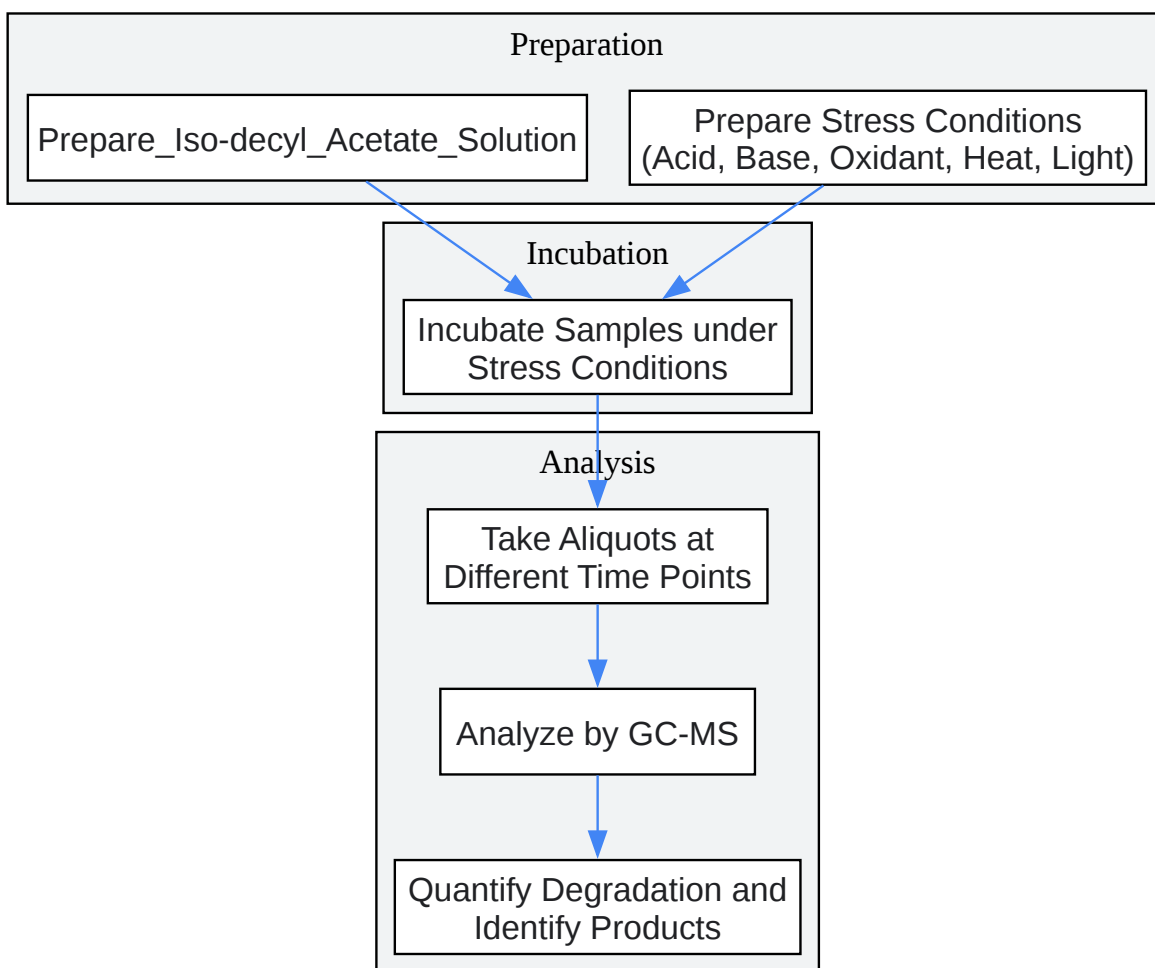 Preparation
Prepare_Iso-decyl_Acetate_Solution
Prepare Stress Conditions
(Acid, Base, Oxidant, Heat, Light)
Incubation
Incubate Samples under
Stress Conditions
Analysis
Take Aliquots at
Different Time Points
Analyze by GC-MS
Quantify Degradation and
Identify Products